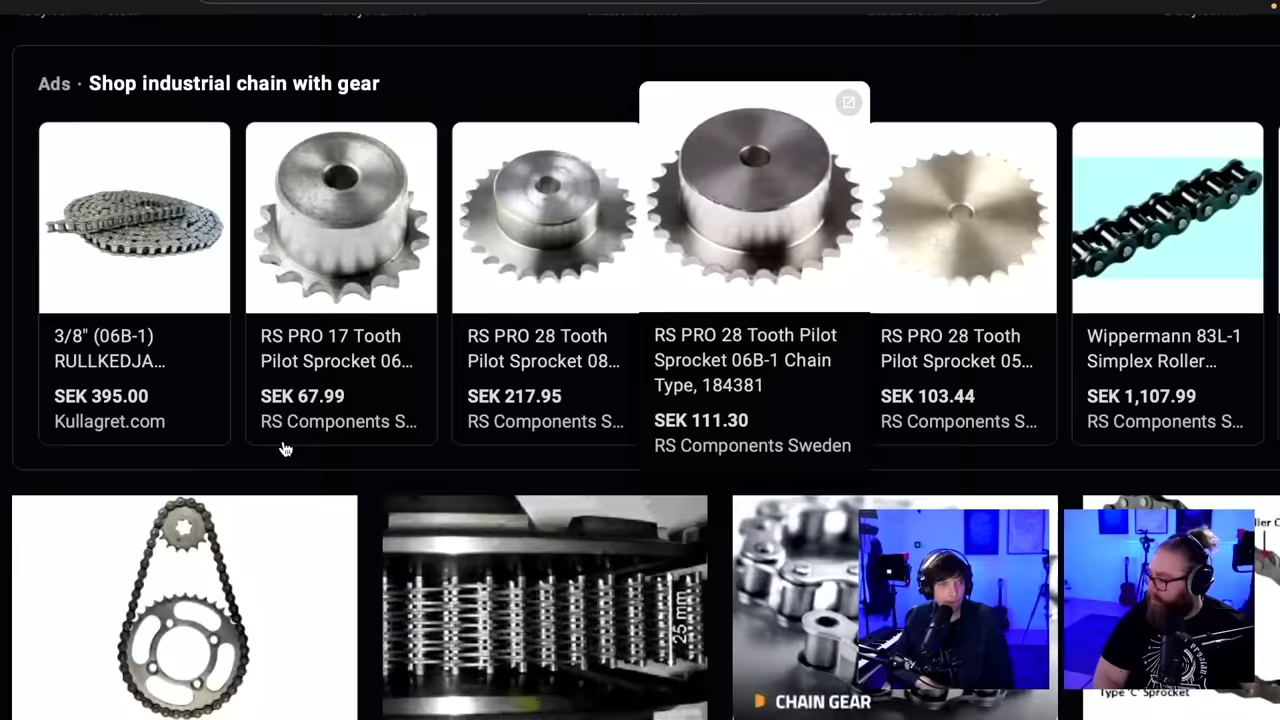 Ads · Shop industrial chain with gear
3/8" (06B-1)
RULLKEDJA...
SEK 395.00
Kullagret.com
RS PRO 17 Tooth
Pilot Sprocket 06...
SEK 67.99
RS Components S...
RS PRO 28 Tooth
Pilot Sprocket 08...
SEK 217.95
RS Components S...
RS PRO 28 Tooth Pilot
Sprocket 06B-1 Chain
Type, 184381
SEK 111.30
RS Components Sweden
RS PRO 28 Tooth
Pilot Sprocket 05...
SEK 103.44
RS Components S...
Wippermann 83L-1
Simplex Roller...
SEK 1,107.99
RS Components S...
25 mm
CHAIN GEAR
Type 'C' Sprocket